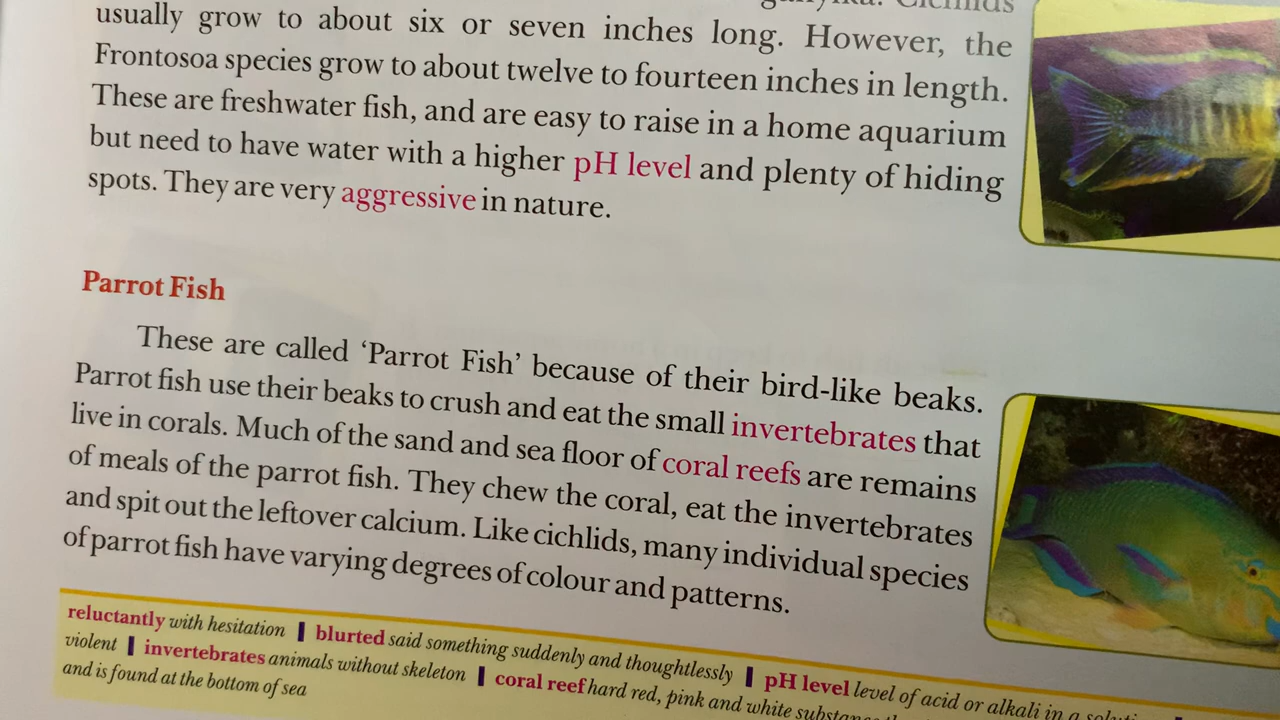 usually grow to about six or seven inches long. However, the
Frontosoa species grow to about twelve to fourteen inches in length.
These are freshwater fish, and are easy to raise in a home aquarium
but need to have water with a higher pH level and plenty of hiding
spots. They are very aggressive in nature.
Parrot Fish
These are called ‘Parrot Fish’ because of their bird-like beaks.
Parrot fish use their beaks to crush and eat the small invertebrates that
live in corals. Much of the sand and sea floor of coral reefs are remains
of meals of the parrot fish. They chew the coral, eat the invertebrates
and spit out the leftover calcium. Like cichlids, many individual species
of parrot fish have varying degrees of colour and patterns.
reluctantly with hesitation | blurted said something suddenly and thoughtlessly | pH level level of acid or alkali in a
violent | invertebrates animals without skeleton | coral reef hard red, pink and white
and is found at the bottom of sea